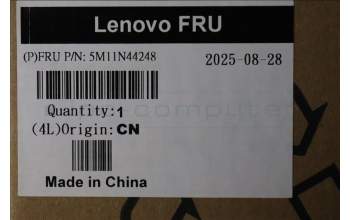 Lenovo FRU
(P)FRU P/N: 5M11N44248 2025-08-28
Quantity:1
(4L)Origin:CN
Made in China